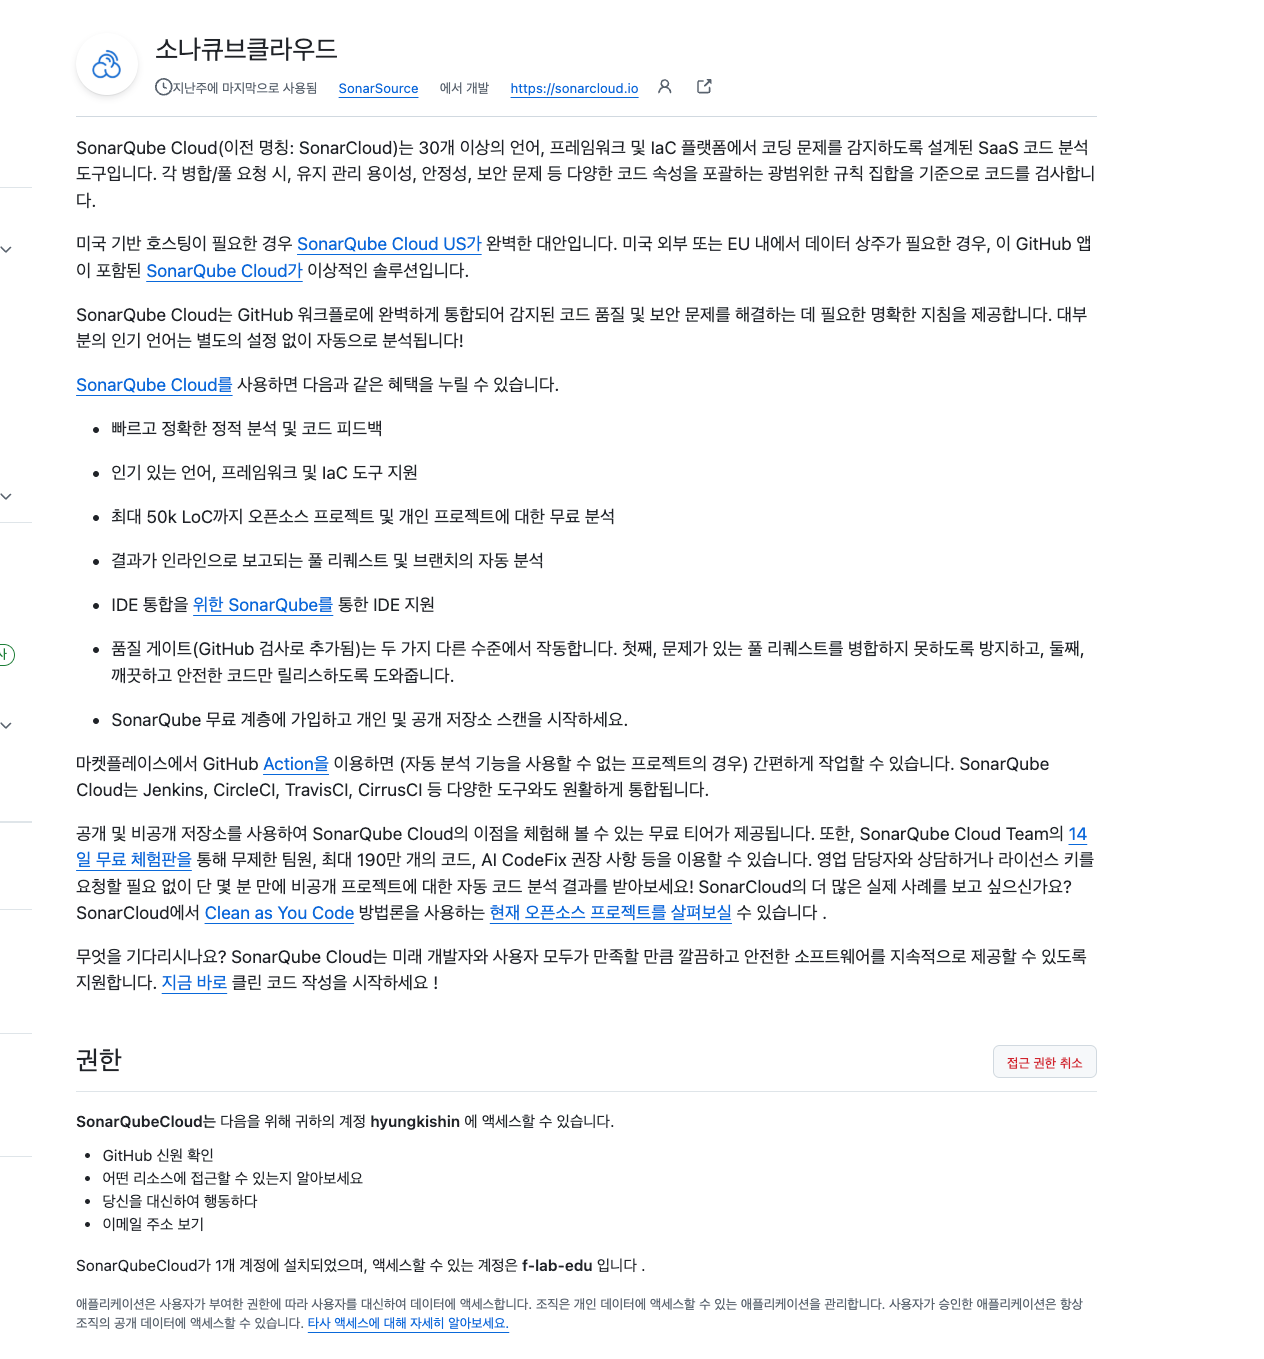 소나큐브클라우드
지난주에 마지막으로 사용됨 SonarSource 에서 개발 https://sonarcloud.io
SonarQube Cloud(이전 명칭: SonarCloud)는 30개 이상의 언어, 프레임워크 및 IaC 플랫폼에서 코딩 문제를 감지하도록 설계된 SaaS 코드 분석
도구입니다. 각 병합/풀 요청 시, 유지 관리 용이성, 안정성, 보안 문제 등 다양한 코드 속성을 포괄하는 광범위한 규칙 집합을 기준으로 코드를 검사합니
다.
미국 기반 호스팅이 필요한 경우 SonarQube Cloud US가 완벽한 대안입니다. 미국 외부 또는 EU 내에서 데이터 상주가 필요한 경우, 이 GitHub 앱
이 포함된 SonarQube Cloud가 이상적인 솔루션입니다.
SonarQube Cloud는 GitHub 워크플로에 완벽하게 통합되어 감지된 코드 품질 및 보안 문제를 해결하는 데 필요한 명확한 지침을 제공합니다. 대부
분의 인기 언어는 별도의 설정 없이 자동으로 분석됩니다!
SonarQube Cloud를 사용하면 다음과 같은 혜택을 누릴 수 있습니다.
• 빠르고 정확한 정적 분석 및 코드 피드백
• 인기 있는 언어, 프레임워크 및 IaC 도구 지원
• 최대 50k LoC까지 오픈소스 프로젝트 및 개인 프로젝트에 대한 무료 분석
• 결과가 인라인으로 보고되는 풀 리퀘스트 및 브랜치의 자동 분석
• IDE 통합을 위한 SonarQube를 통한 IDE 지원
• 품질 게이트(GitHub 검사로 추가됨)는 두 가지 다른 수준에서 작동합니다. 첫째, 문제가 있는 풀 리퀘스트를 병합하지 못하도록 방지하고, 둘째,
깨끗하고 안전한 코드만 릴리스하도록 도와줍니다.
• SonarQube 무료 계층에 가입하고 개인 및 공개 저장소 스캔을 시작하세요.
마켓플레이스에서 GitHub Action을 이용하면 (자동 분석 기능을 사용할 수 없는 프로젝트의 경우) 간편하게 작업할 수 있습니다. SonarQube
Cloud는 Jenkins, CircleCI, TravisCI, CirrusCI 등 다양한 도구와도 원활하게 통합됩니다.
공개 및 비공개 저장소를 사용하여 SonarQube Cloud의 이점을 체험해 볼 수 있는 무료 티어가 제공됩니다. 또한, SonarQube Cloud Team의 14
일 무료 체험판을 통해 무제한 팀원, 최대 190만 개의 코드, AI CodeFix 권장 사항 등을 이용할 수 있습니다. 영업 담당자와 상담하거나 라이선스 키를
요청할 필요 없이 단 몇 분 만에 비공개 프로젝트에 대한 자동 코드 분석 결과를 받아보세요! SonarCloud의 더 많은 실제 사례를 보고 싶으신가요?
SonarCloud에서 Clean as You Code 방법론을 사용하는 현재 오픈소스 프로젝트를 살펴보실 수 있습니다 .
무엇을 기다리시나요? SonarQube Cloud는 미래 개발자와 사용자 모두가 만족할 만큼 깔끔하고 안전한 소프트웨어를 지속적으로 제공할 수 있도록
지원합니다. 지금 바로 클린 코드 작성을 시작하세요 !
권한
접근 권한 취소
SonarQubeCloud는 다음을 위해 귀하의 계정 hyungkishin 에 액세스할 수 있습니다.
• GitHub 신원 확인
• 어떤 리소스에 접근할 수 있는지 알아보세요
• 당신을 대신하여 행동하다
• 이메일 주소 보기
SonarQubeCloud가 1개 계정에 설치되었으며, 액세스할 수 있는 계정은 f-lab-edu 입니다 .
애플리케이션은 사용자가 부여한 권한에 따라 사용자를 대신하여 데이터에 액세스합니다. 조직은 개인 데이터에 액세스할 수 있는 애플리케이션을 관리합니다. 사용자가 승인한 애플리케이션은 항상
조직의 공개 데이터에 액세스할 수 있습니다. 타사 액세스에 대해 자세히 알아보세요.